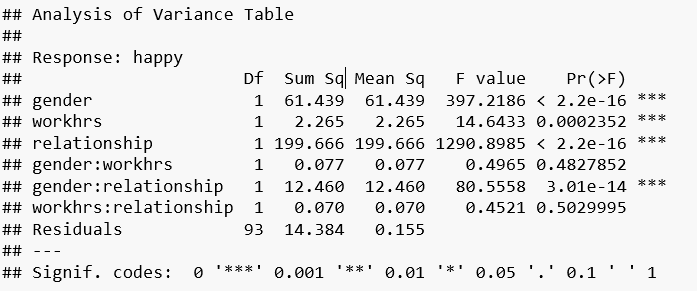 ## Analysis of Variance Table
##
## Response: happy
##                      Df  Sum Sq Mean Sq   F value    Pr(>F)
## gender                1  61.439  61.439  397.2186 < 2.2e-16 ***
## workhrs               1   2.265   2.265   14.6433 0.0002352 ***
## relationship          1 199.666 199.666 1290.8985 < 2.2e-16 ***
## gender:workhrs        1   0.077   0.077    0.4965 0.4827852
## gender:relationship   1  12.460  12.460   80.5558  3.01e-14 ***
## workhrs:relationship  1   0.070   0.070    0.4521 0.5029995
## Residuals            93  14.384   0.155
## ---
## Signif. codes:  0 '***' 0.001 '**' 0.01 '*' 0.05 '.' 0.1 ' ' 1